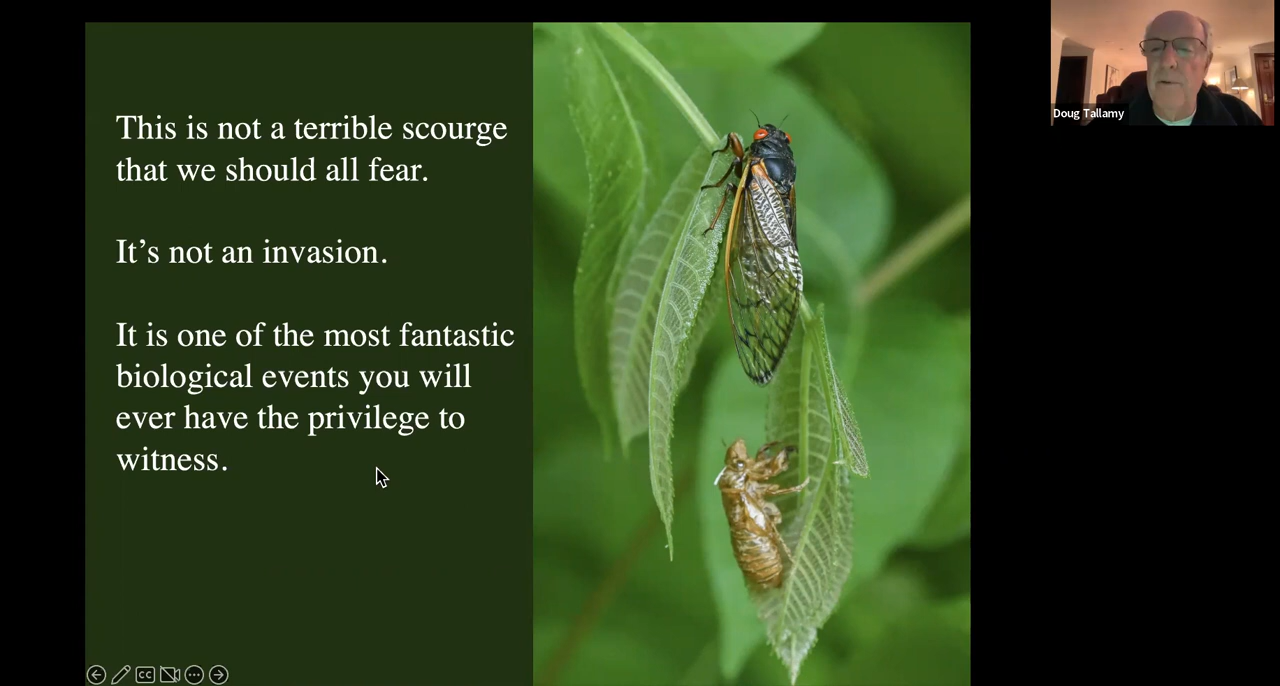 This is not a terrible scourge
that we should all fear.
It’s not an invasion.
It is one of the most fantastic
biological events you will
ever have the privilege to
witness.
Doug Tallamy
CC